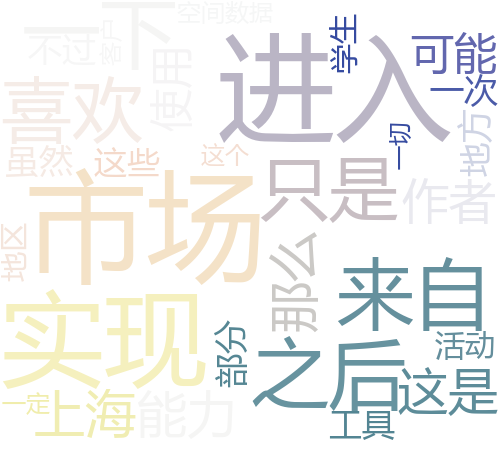 一下
空间数据
不过
客户
使用
喜欢
虽然
这些
这个
进入
学生
可能
一次
一切
地方
作者
只是
市场
地区
那么
来自
实现
之后
部分
活动
这是
工具
一定
上海
能力